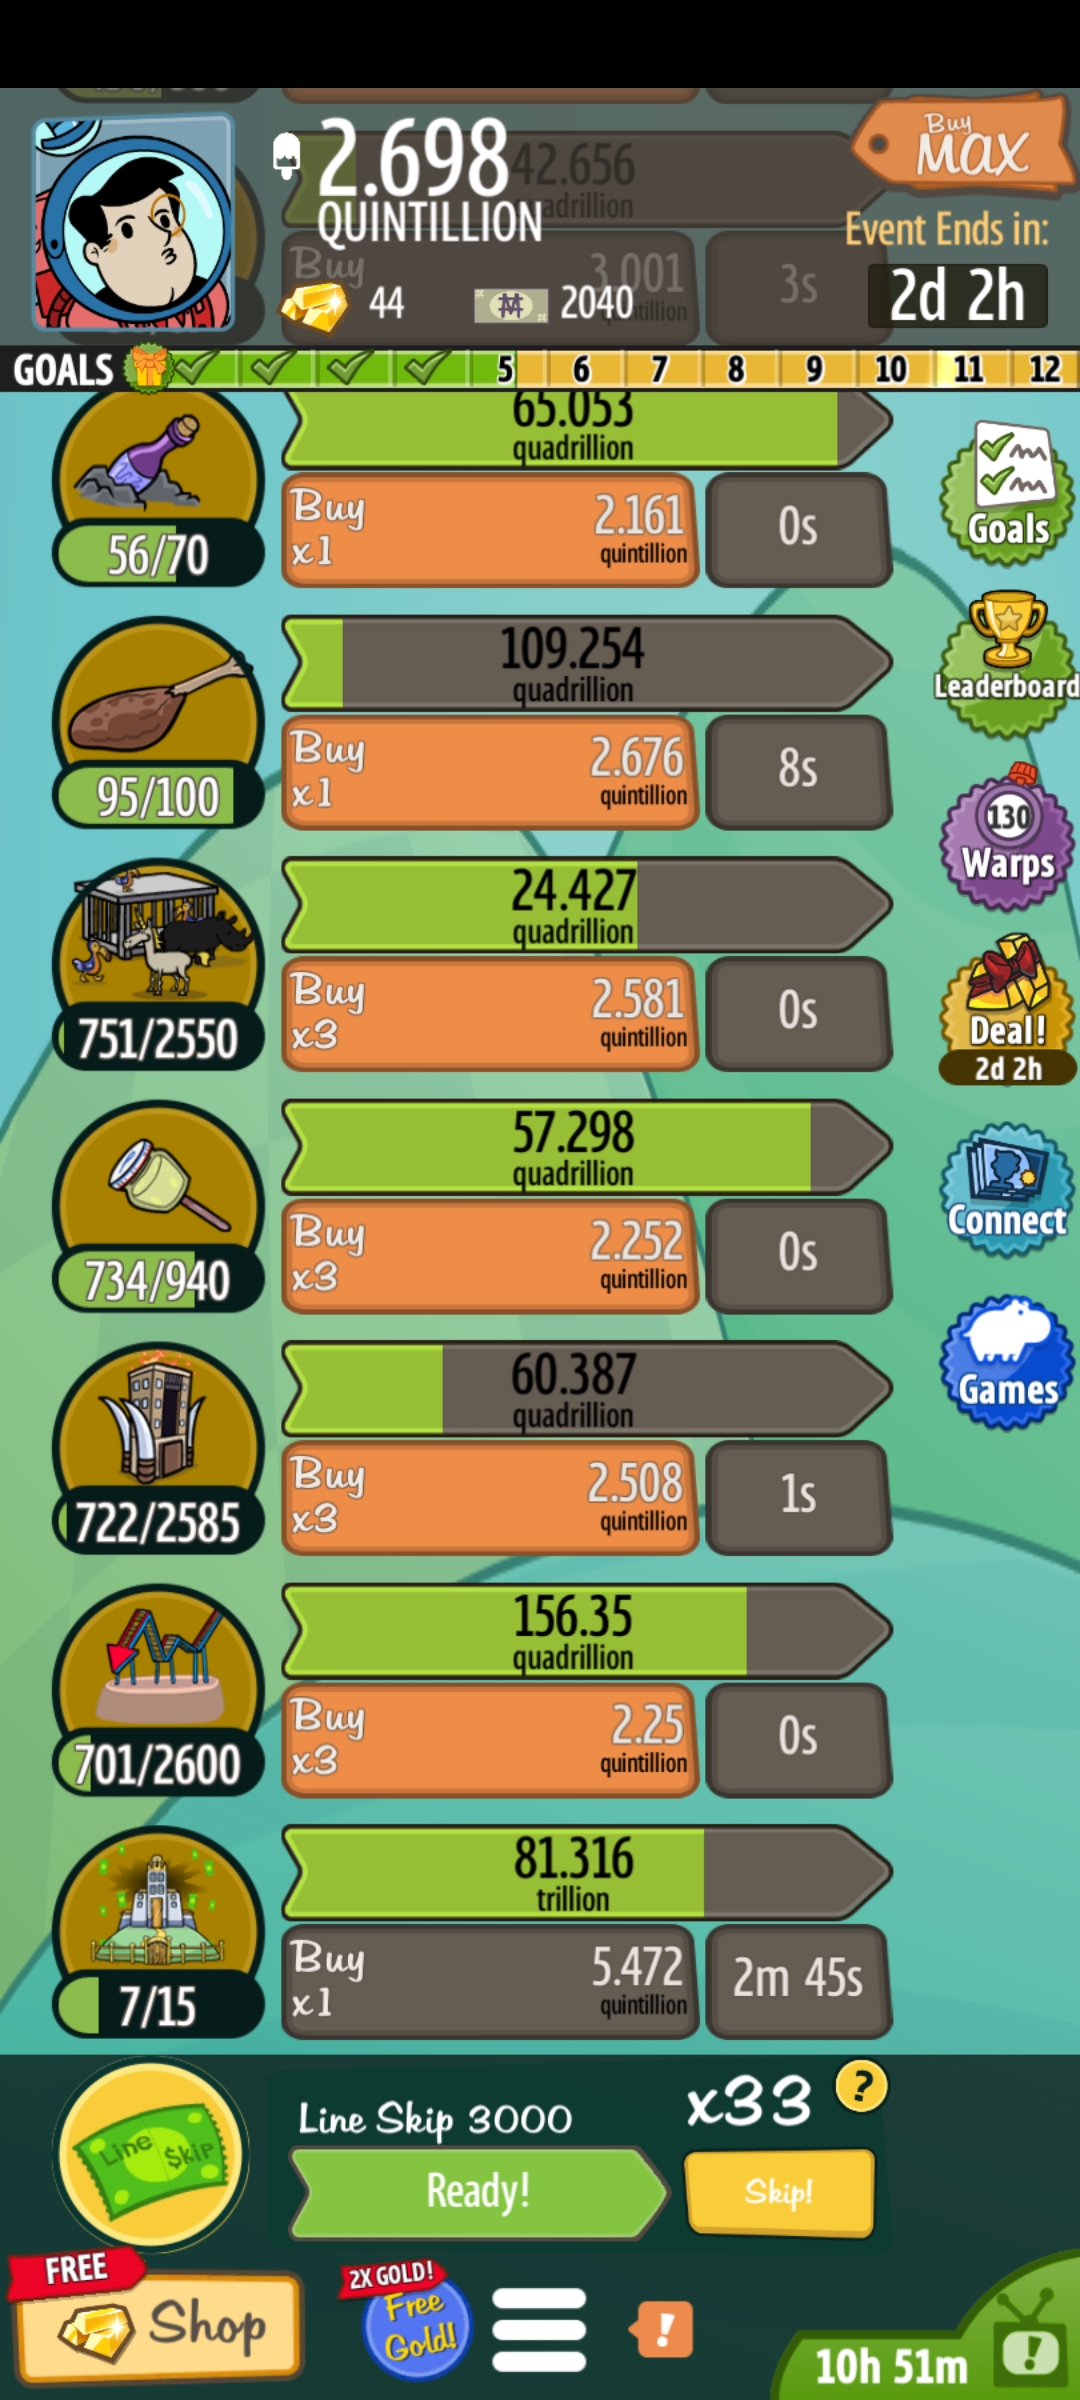 2.698
QUINTILLION
42.656
Buy
MAX
Event Ends in:
2d 2h
Buy
3.001
3s
44
2040
GOALS
5 6 7 8 9 10 11 12
65.053
quadrillion
56/70
Buy
x1
2.161
quintillion
0s
Goals
109.254
quadrillion
95/100
Buy
x1
2.676
quintillion
8s
Leaderboard
130
Warps
24.427
quadrillion
751/2550
Buy
x3
2.581
quintillion
0s
Deal!
2d 2h
57.298
quadrillion
734/940
Buy
x3
2.252
quintillion
0s
Connect
60.387
quadrillion
722/2585
Buy
x3
2.508
quintillion
1s
Games
156.35
quadrillion
701/2600
Buy
x3
2.25
quintillion
0s
81.316
trillion
7/15
Buy
x1
5.472
quintillion
2m 45s
Line $kip
Line Skip 3000
x33
?
Ready!
Skip!
FREE
Shop
2X GOLD!
Free
Gold!
!
10h 51m
!